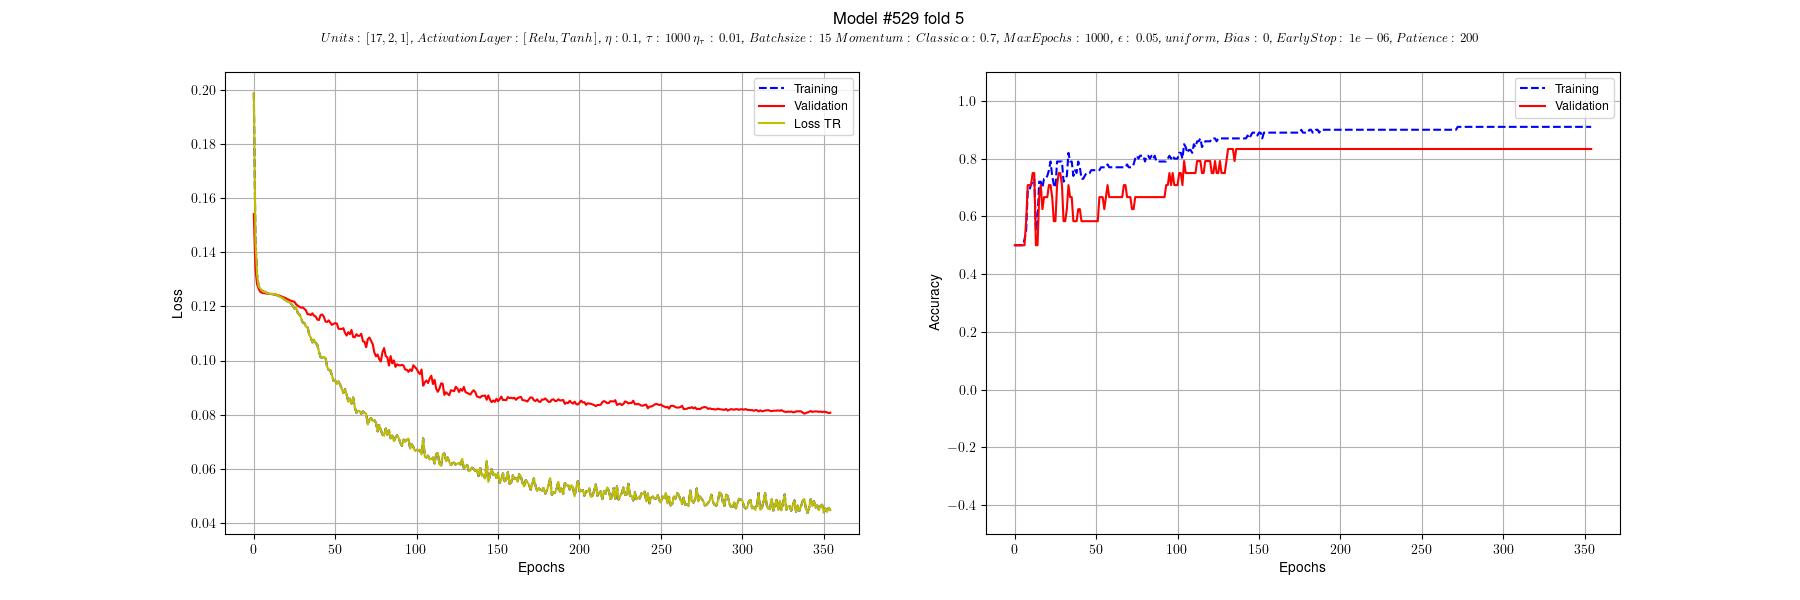 Model #529 fold 5
Units : [17, 2, 1], ActivationLayer : [Relu, Tanh], η : 0.1, τ : 1000 ητ : 0.01, Batchsize : 15 Momentum : Classic α : 0.7, MaxEpochs : 1000, ϵ : 0.05, uniform, Bias : 0, EarlyStop : 1e − 06, Patience : 200
0.20
0.18
0.16
0.14
0.12
0.10
0.08
0.06
0.04
Loss
0 50 100 150 200 250 300 350
Epochs
Training
Validation
Loss TR
1.0
0.8
0.6
0.4
0.2
0.0
−0.2
−0.4
Accuracy
0 50 100 150 200 250 300 350
Epochs
Training
Validation